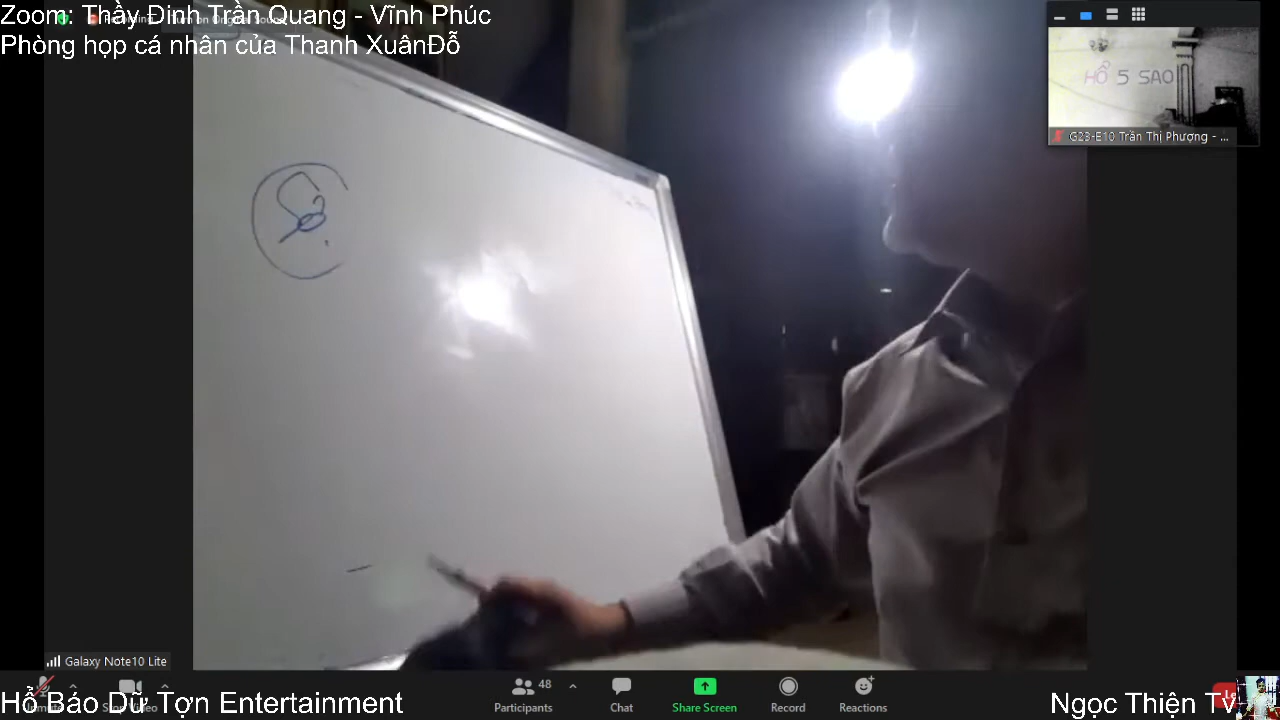 Zoom: Thầy Đinh Trần Quang - Vĩnh Phúc
Phòng họp cá nhân của Thanh XuânĐỗ
HỔ 5 SAO
G23-E10 Trần Thị Phượng - ...
Sợ
Galaxy Note10 Lite
48
Participants
Chat
Share Screen
Record
Reactions
Hổ Báo Dữ Tợn Entertainment
Ngọc Thiện Tv